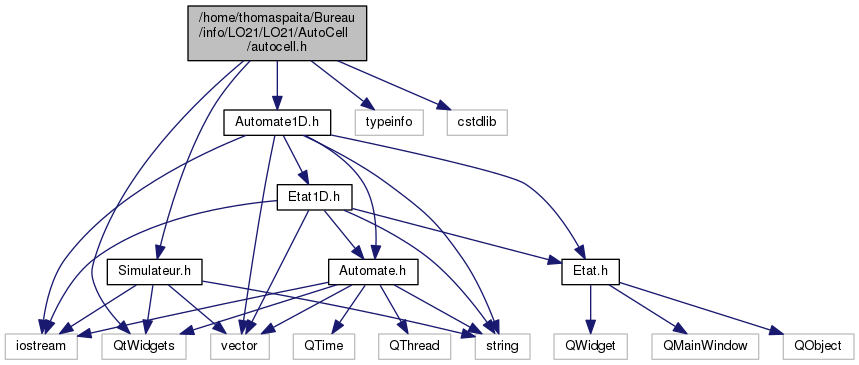 /home/thomaspaita/Bureau
/info/LO21/LO21/AutoCell
/autocell.h
Automate1D.h
typeinfo
cstdlib
Etat1D.h
Simulateur.h
Automate.h
Etat.h
iostream
QtWidgets
vector
QTime
QThread
string
QWidget
QMainWindow
QObject